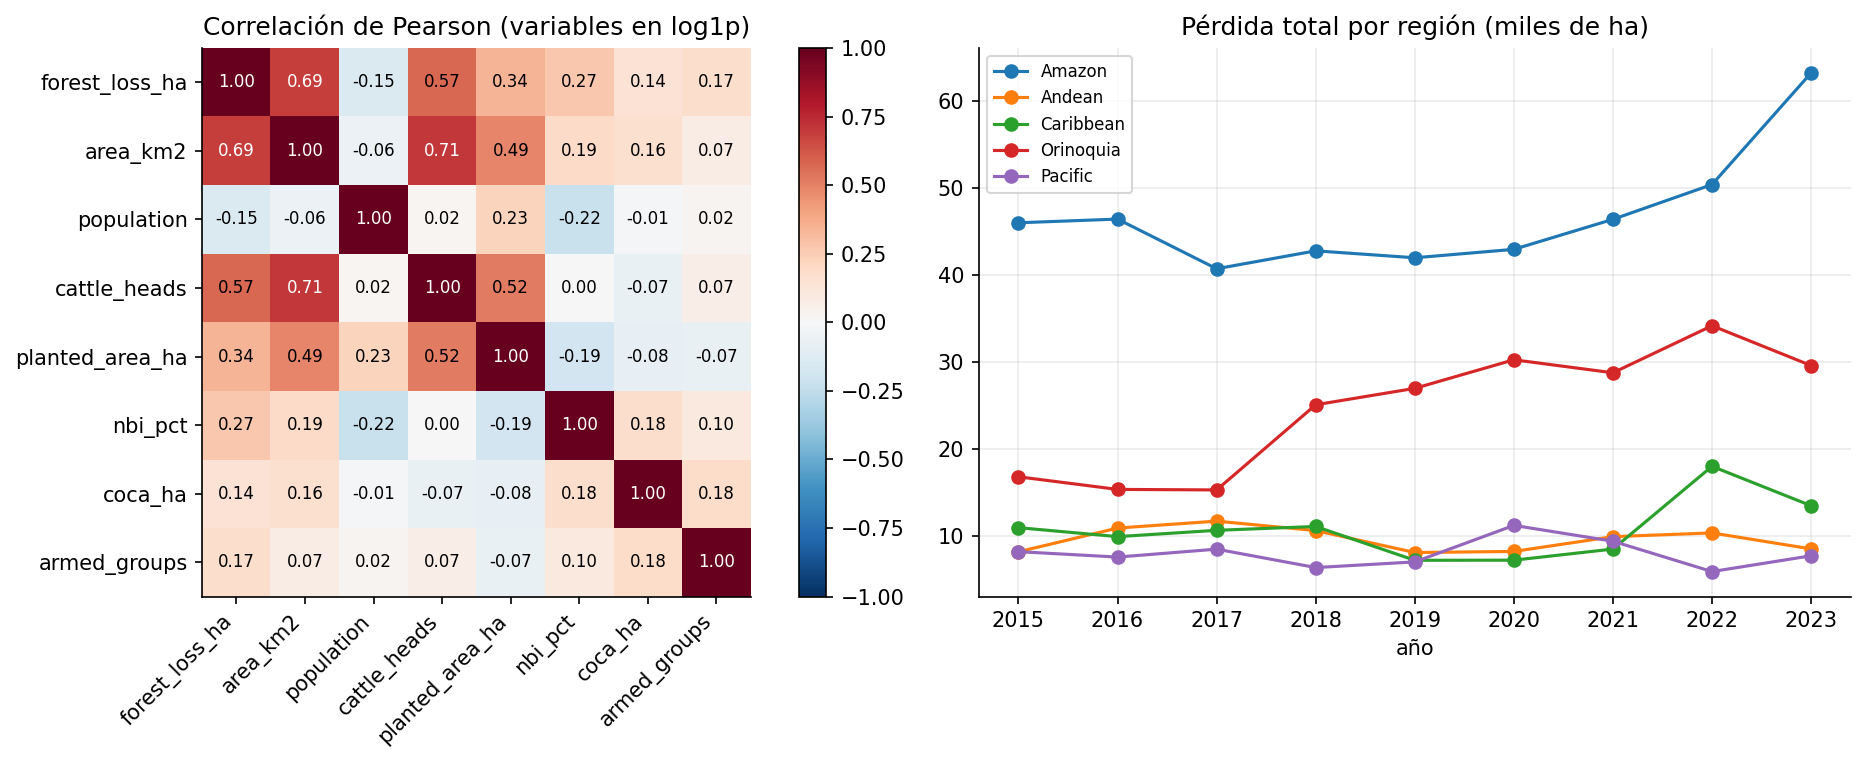 Correlación de Pearson (variables en log1p)
forest_loss_ha 1.00 0.69 -0.15 0.57 0.34 0.27 0.14 0.17
area_km2 0.69 1.00 -0.06 0.71 0.49 0.19 0.16 0.07
population -0.15 -0.06 1.00 0.02 0.23 -0.22 -0.01 0.02
cattle_heads 0.57 0.71 0.02 1.00 0.52 0.00 -0.07 0.07
planted_area_ha 0.34 0.49 0.23 0.52 1.00 -0.19 -0.08 -0.07
nbi_pct 0.27 0.19 -0.22 0.00 -0.19 1.00 0.18 0.10
coca_ha 0.14 0.16 -0.01 -0.07 -0.08 0.18 1.00 0.18
armed_groups 0.17 0.07 0.02 0.07 -0.07 0.10 0.18 1.00
forest_loss_ha area_km2 population cattle_heads planted_area_ha nbi_pct coca_ha armed_groups
1.00
0.75
0.50
0.25
0.00
−0.25
−0.50
−0.75
−1.00
Pérdida total por región (miles de ha)
Amazon
Andean
Caribbean
Orinoquia
Pacific
60
50
40
30
20
10
2015 2016 2017 2018 2019 2020 2021 2022 2023
año